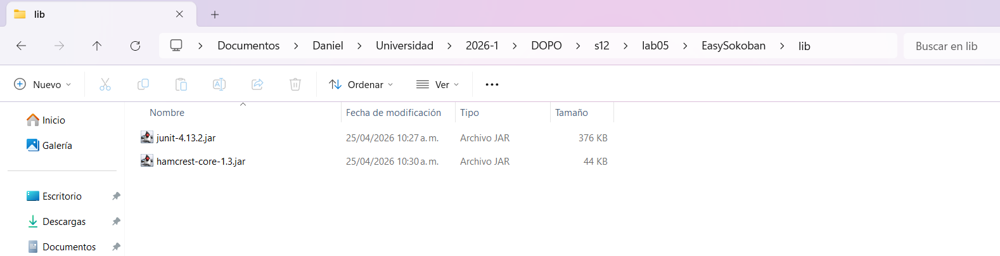 lib
Documentos > Daniel > Universidad > 2026-1 > DOPO > s12 > lab05 > EasySokoban > lib
Buscar en lib
Nuevo
Ordenar
Ver
Inicio
Galería
Escritorio
Descargas
Documentos
Nombre Fecha de modificación Tipo Tamaño
junit-4.13.2.jar 25/04/2026 10:27 a. m. Archivo JAR 376 KB
hamcrest-core-1.3.jar 25/04/2026 10:30 a. m. Archivo JAR 44 KB